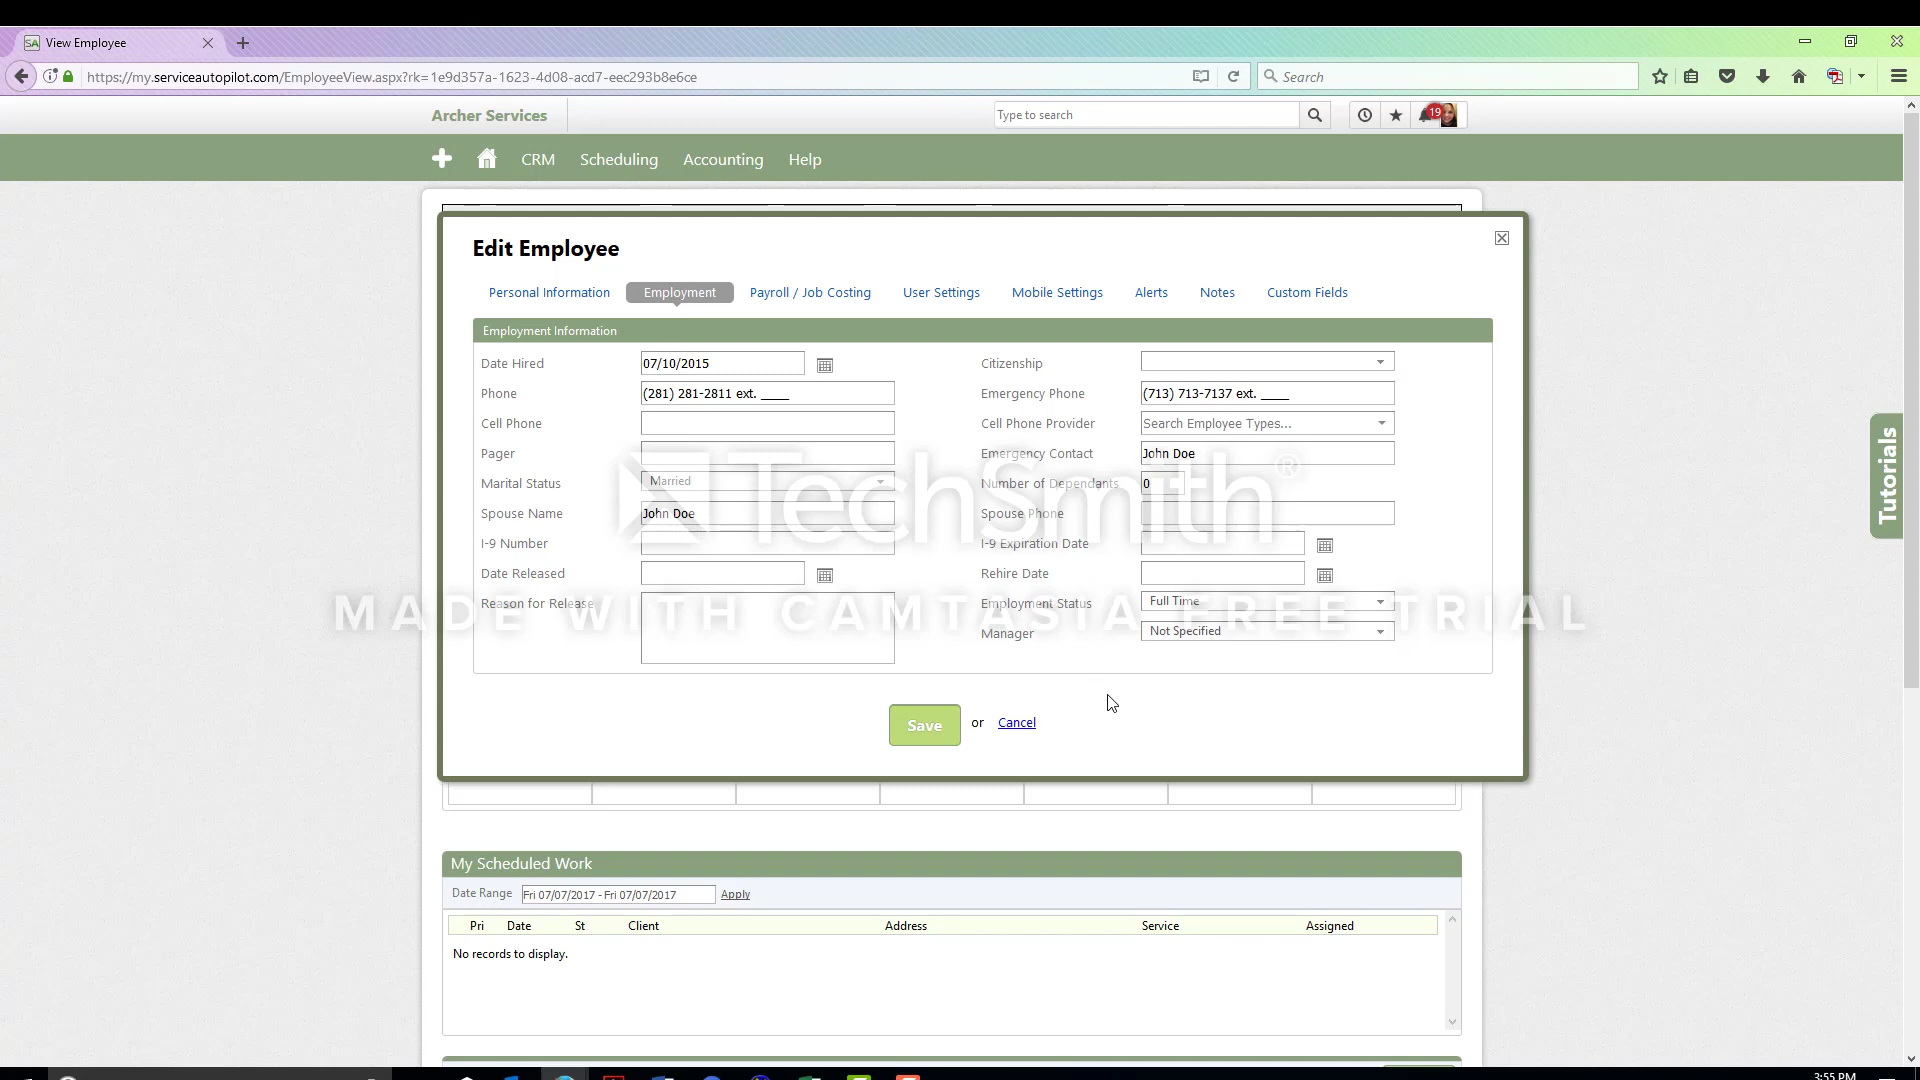 SA View Employee
https://my.serviceautopilot.com/EmployeeView.aspx?rk=1e9d357a-1623-4d08-acd7-eec293b8e6ce
Search
Archer Services
Type to search
19
CRM Scheduling Accounting Help
Edit Employee
Personal Information Employment Payroll / Job Costing User Settings Mobile Settings Alerts Notes Custom Fields
Employment Information
Date Hired 07/10/2015 Citizenship
Phone (281) 281-2811 ext. _____ Emergency Phone (713) 713-7137 ext. _____
Cell Phone Cell Phone Provider Search Employee Types...
Pager Emergency Contact John Doe
Marital Status Married Number of Dependants 0
Spouse Name John Doe Spouse Phone
I-9 Number I-9 Expiration Date
Date Released Rehire Date
Reason for Release Employment Status Full Time
Manager Not Specified
TechSmith®
MADE WITH CAMTASIA FREE TRIAL
Save or Cancel
Tutorials
My Scheduled Work
Date Range Fri 07/07/2017 - Fri 07/07/2017 Apply
Pri Date St Client Address Service Assigned
No records to display.
3:55 PM